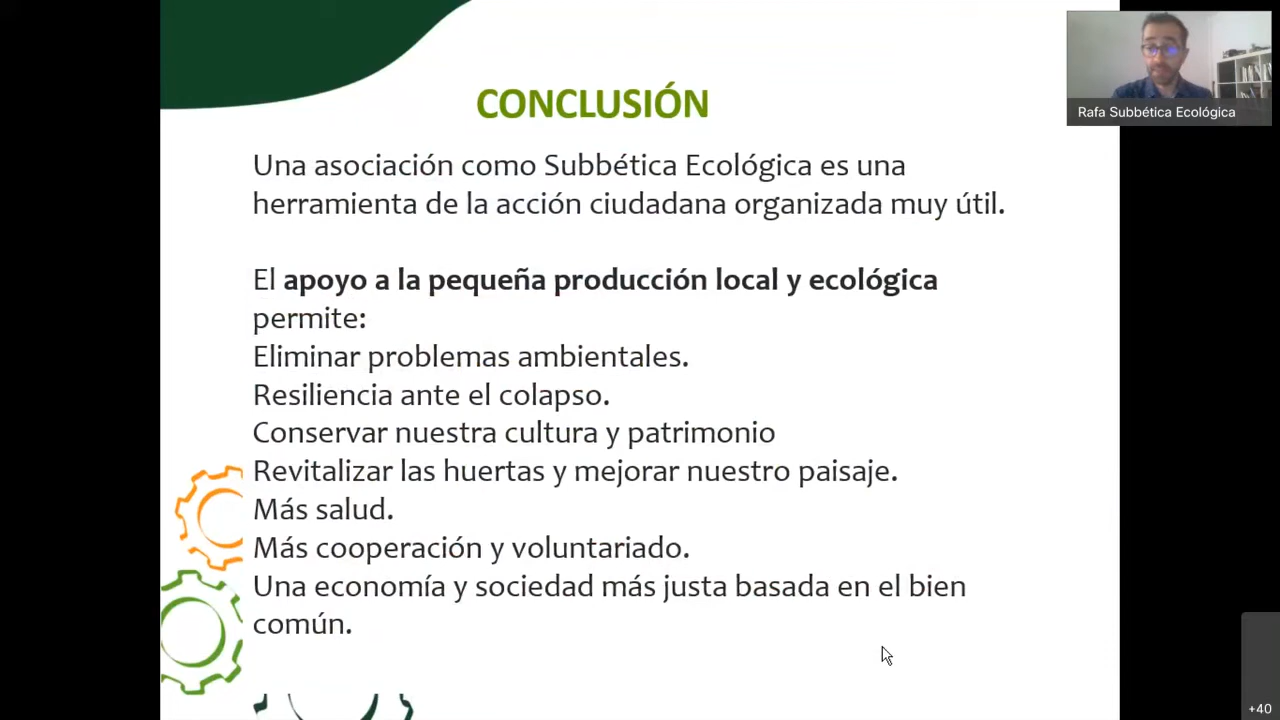 CONCLUSIÓN
Una asociación como Subbética Ecológica es una
herramienta de la acción ciudadana organizada muy útil.
El apoyo a la pequeña producción local y ecológica
permite:
Eliminar problemas ambientales.
Resiliencia ante el colapso.
Conservar nuestra cultura y patrimonio
Revitalizar las huertas y mejorar nuestro paisaje.
Más salud.
Más cooperación y voluntariado.
Una economía y sociedad más justa basada en el bien
común.
Rafa Subbética Ecológica
+40